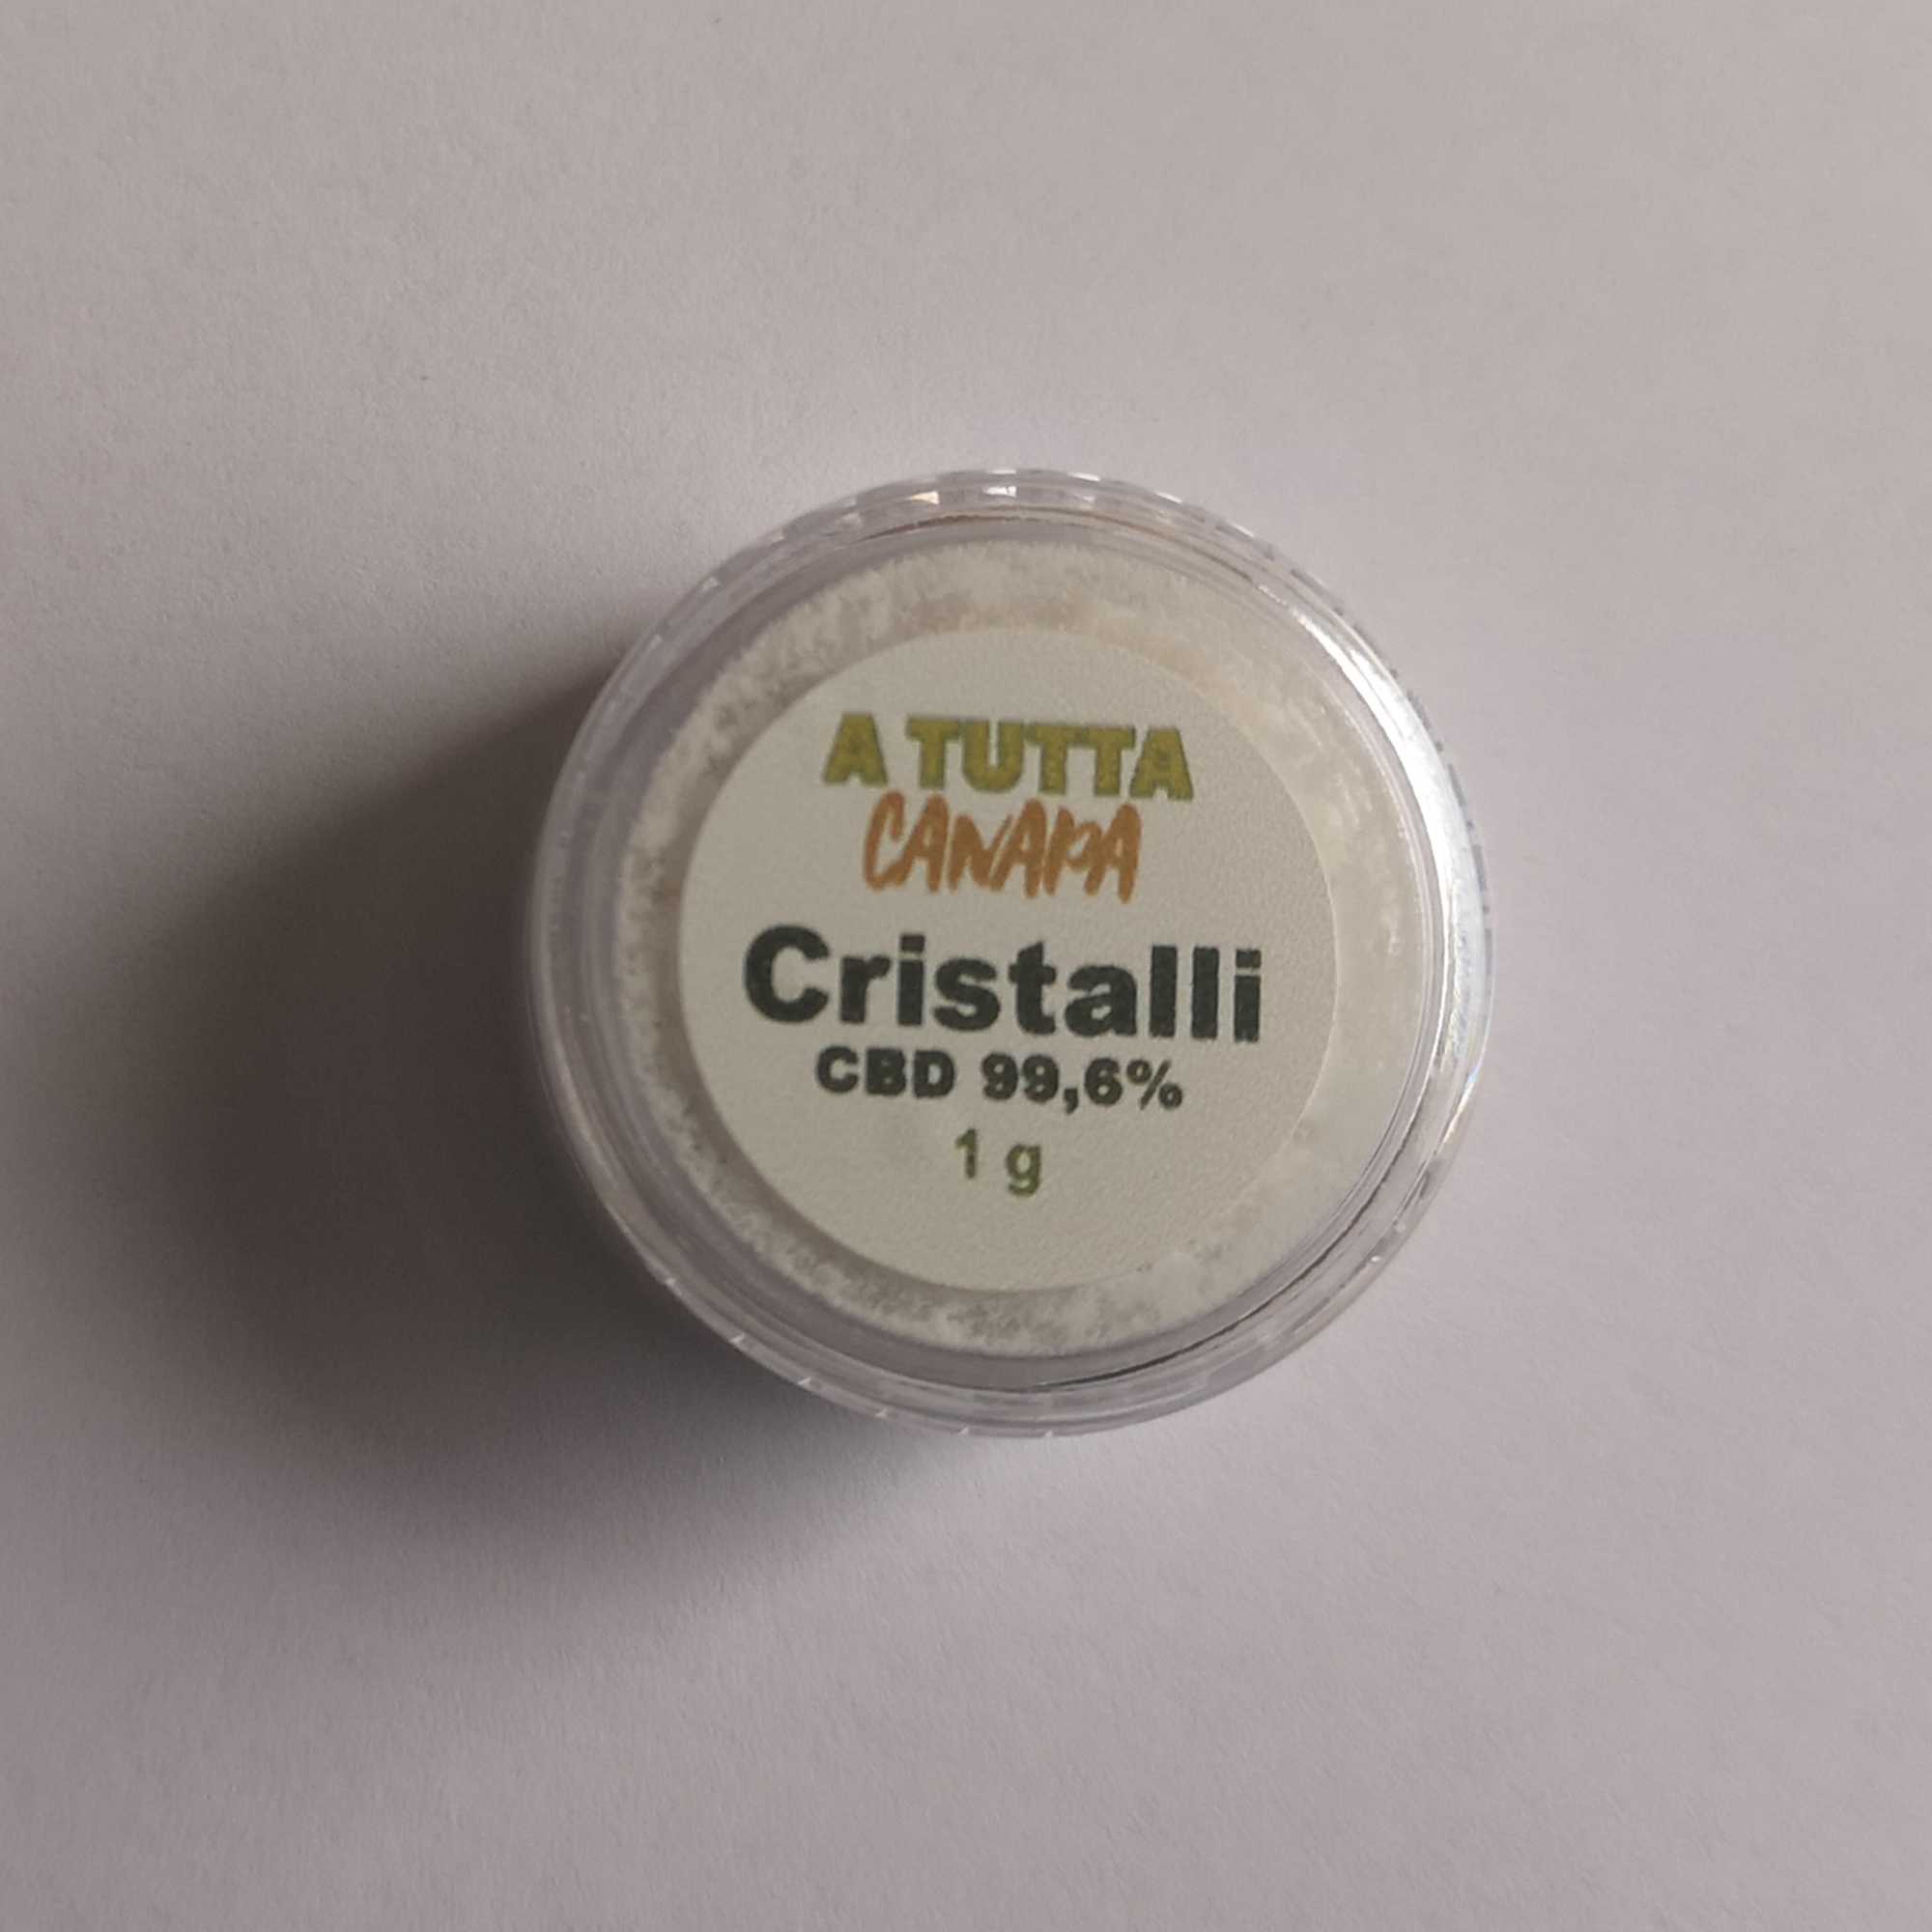 A TUTTA
CANAPA
Cristalli
CBD 99,6%
1 g